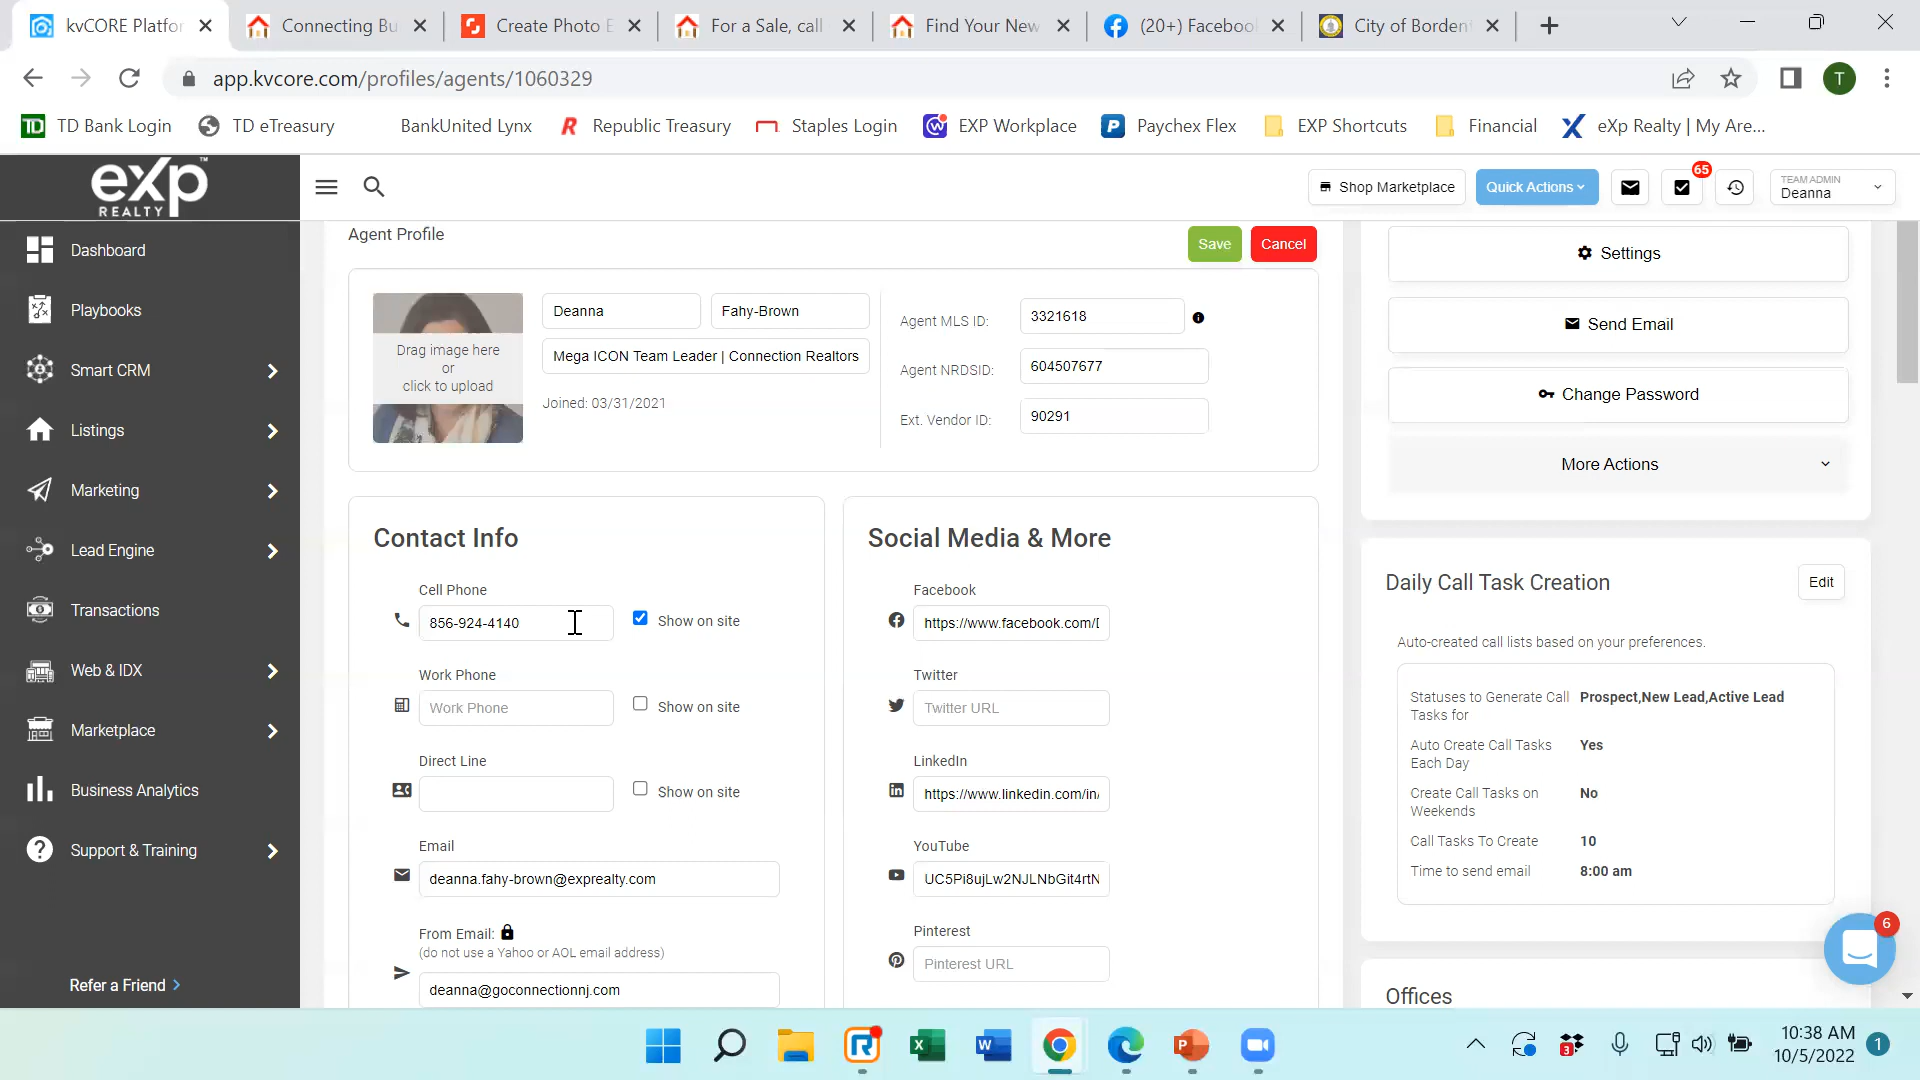 kvCORE Platfor
Connecting Bu
Create Photo E
For a Sale, call
Find Your New
(20+) Facebook
City of Bordent
app.kvcore.com/profiles/agents/1060329
T
TD Bank Login
TD eTreasury
BankUnited Lynx
Republic Treasury
Staples Login
EXP Workplace
Paychex Flex
EXP Shortcuts
Financial
eXp Realty | My Are...
eXp REALTY ™
Shop Marketplace
Quick Actions
65
TEAM ADMIN
Deanna
Dashboard
Playbooks
Smart CRM
Listings
Marketing
Lead Engine
Transactions
Web & IDX
Marketplace
Business Analytics
Support & Training
Refer a Friend
Agent Profile
Save
Cancel
Drag image here
or
click to upload
Deanna
Fahy-Brown
Mega ICON Team Leader | Connection Realtors
Joined: 03/31/2021
Agent MLS ID:
3321618
Agent NRDSID:
604507677
Ext. Vendor ID:
90291
Contact Info
Cell Phone
856-924-4140
Show on site
Work Phone
Work Phone
Show on site
Direct Line
Show on site
Email
deanna.fahy-brown@exprealty.com
From Email:
(do not use a Yahoo or AOL email address)
deanna@goconnectionnj.com
Social Media & More
Facebook
https://www.facebook.com/D
Twitter
Twitter URL
LinkedIn
https://www.linkedin.com/in/
YouTube
UC5Pi8ujLw2NJLNbGit4rtN
Pinterest
Pinterest URL
Settings
Send Email
Change Password
More Actions
Daily Call Task Creation
Edit
Auto-created call lists based on your preferences.
Statuses to Generate Call Tasks for
Prospect,New Lead,Active Lead
Auto Create Call Tasks Each Day
Yes
Create Call Tasks on Weekends
No
Call Tasks To Create
10
Time to send email
8:00 am
6
Offices
3
10:38 AM
10/5/2022
1